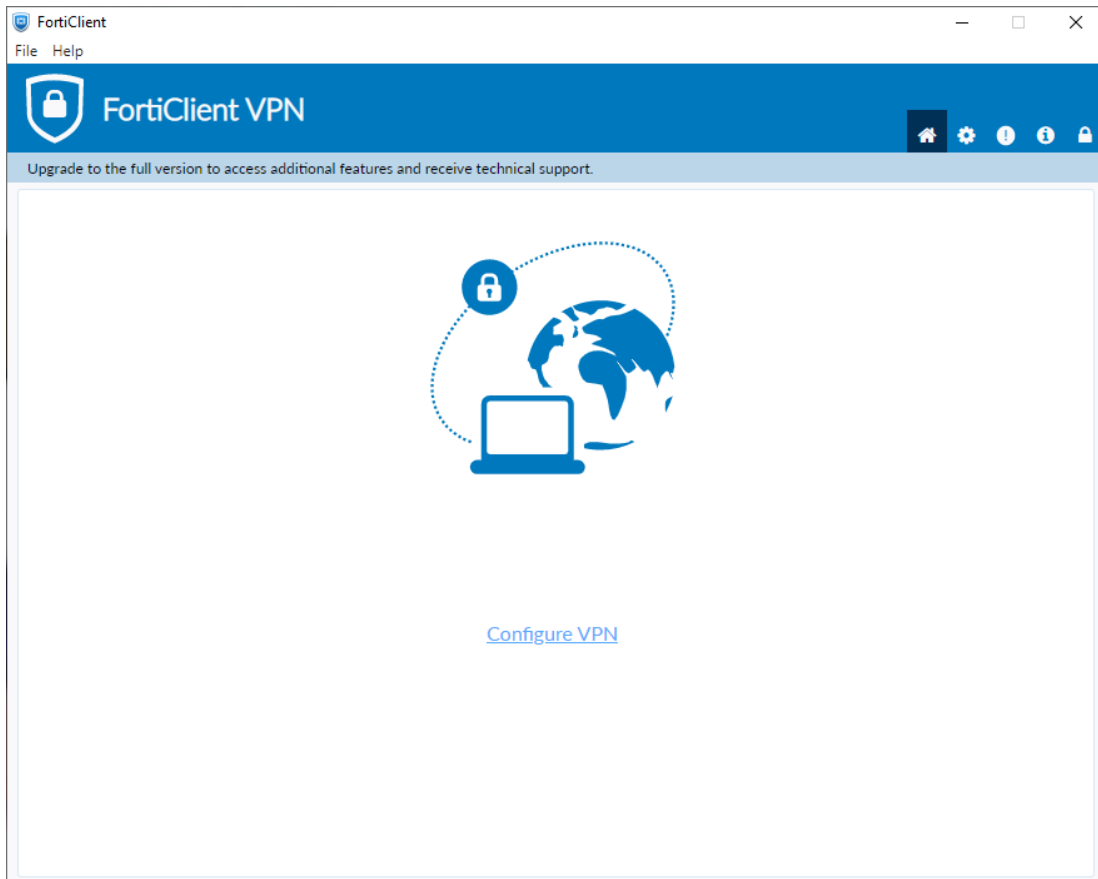 FortiClient
File Help
FortiClient VPN
Upgrade to the full version to access additional features and receive technical support.
Configure VPN